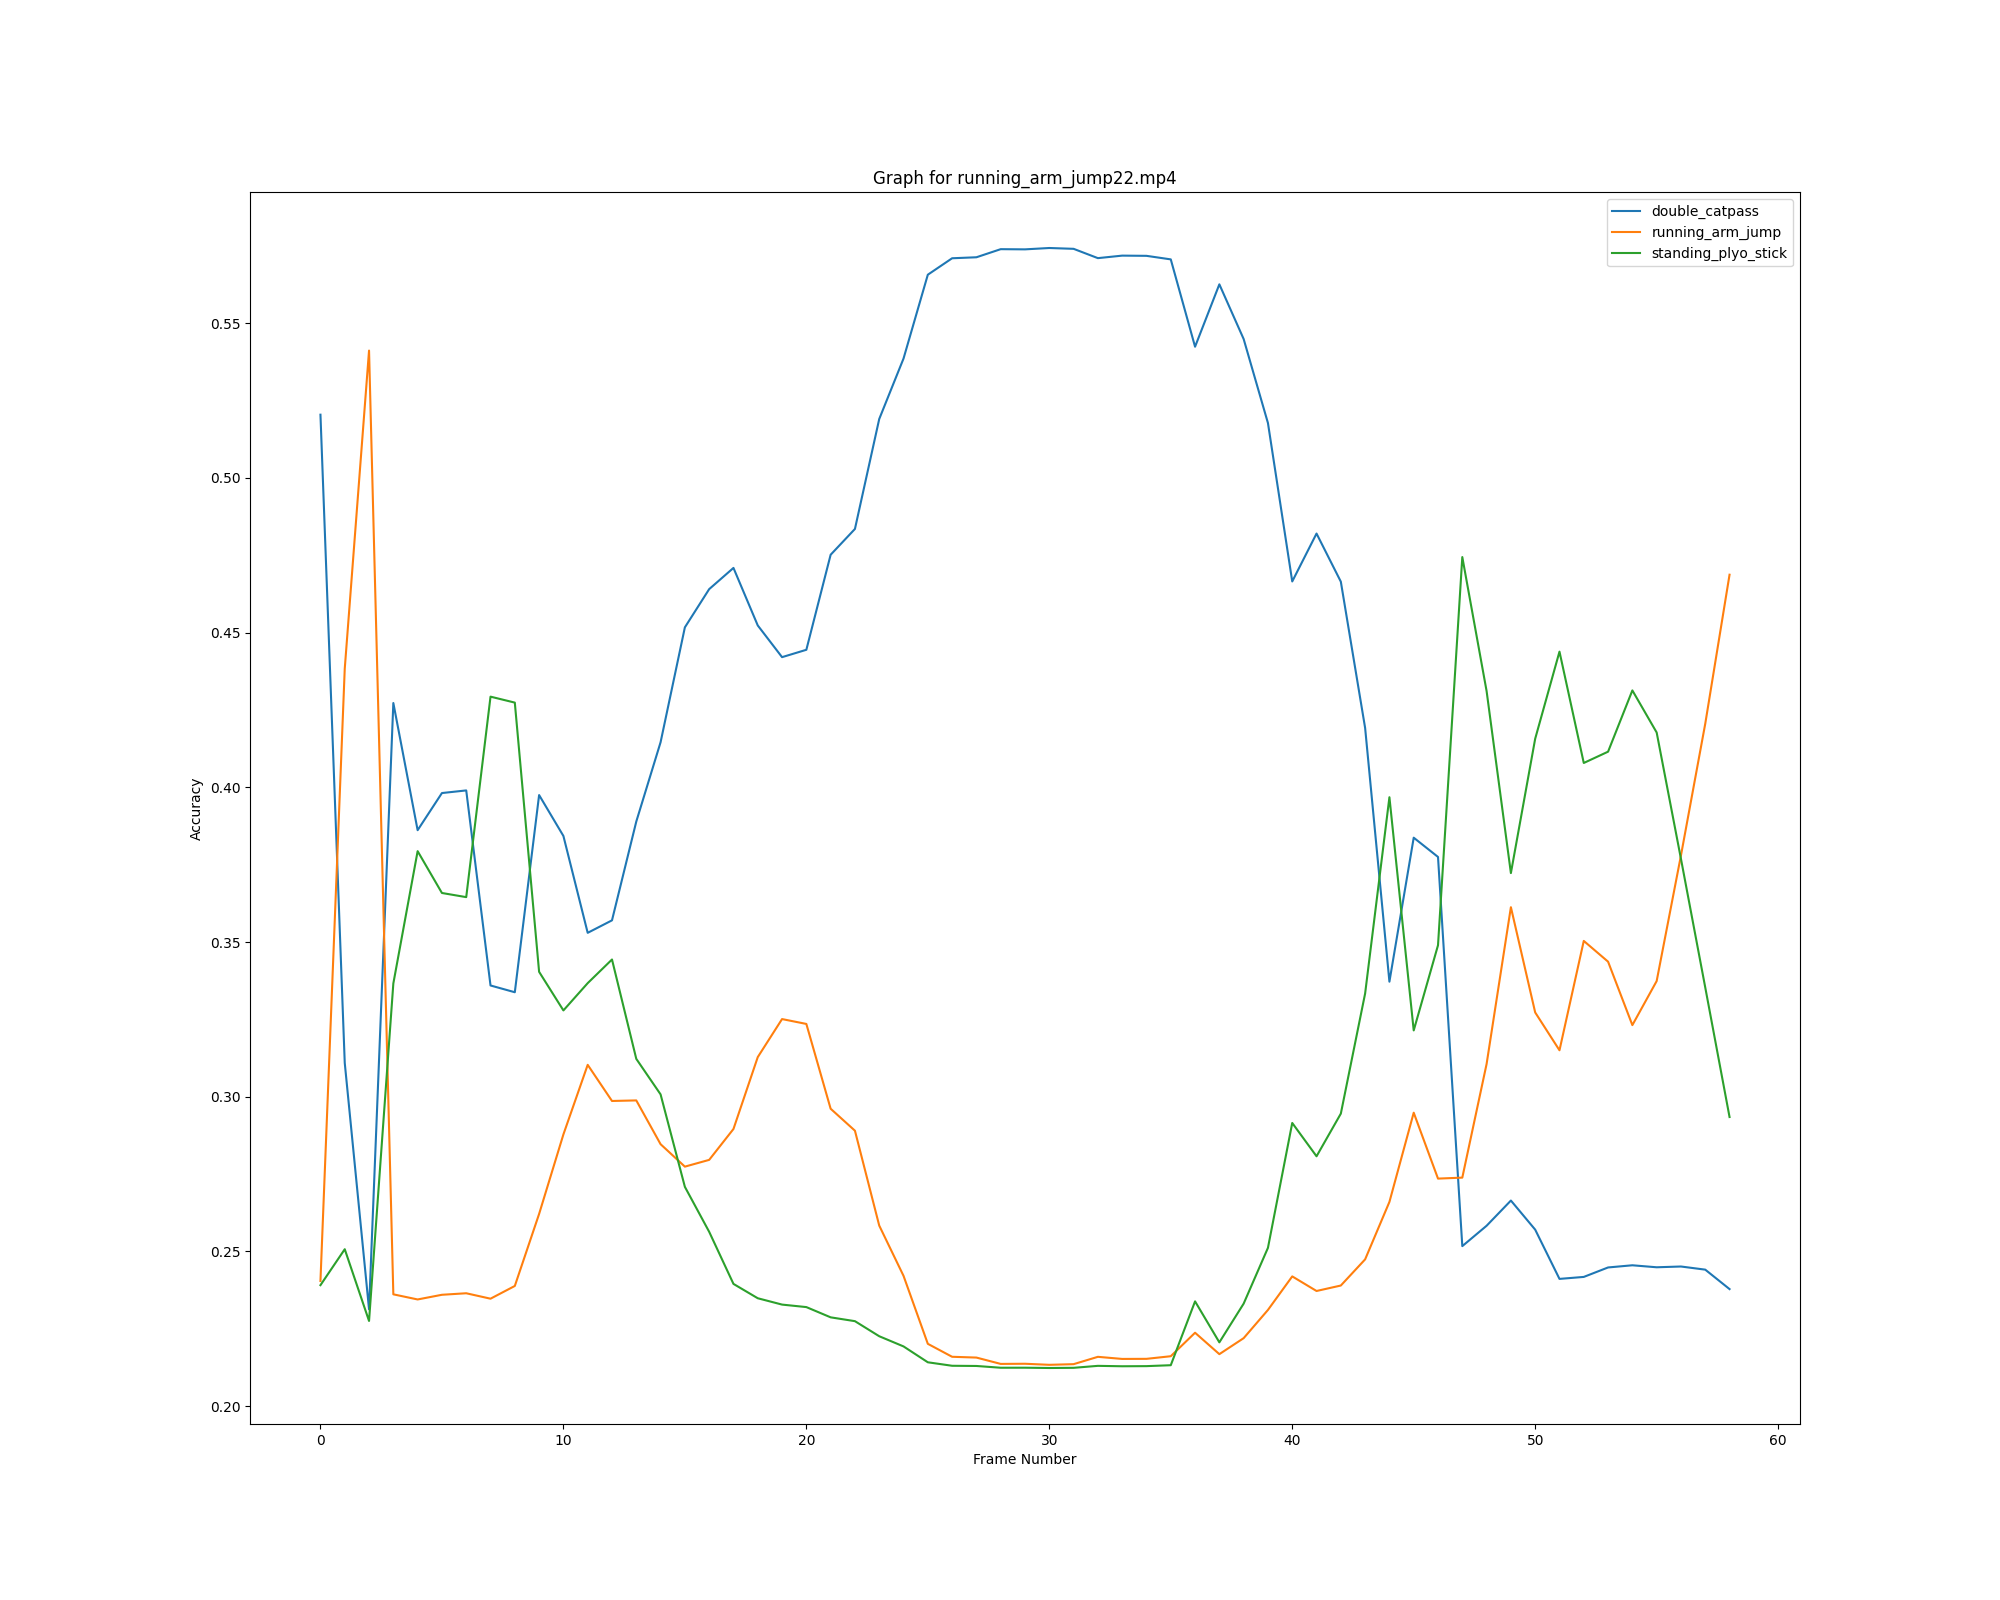 Graph for running_arm_jump22.mp4
double_catpass
running_arm_jump
standing_plyo_stick
0.55
0.50
0.45
0.40
0.35
0.30
0.25
0.20
Accuracy
0 10 20 30 40 50 60
Frame Number